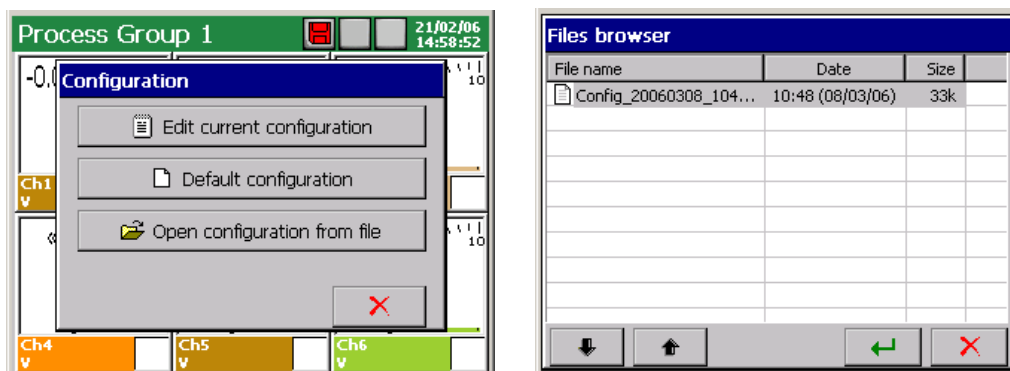 Process Group 1
21/02/06
14:58:52
-0.
10
Configuration
Edit current configuration
Default configuration
Open configuration from file
Ch1
V
10
Ch4
V
Ch5
V
Ch6
V
Files browser
File name Date Size
Config_20060308_104... 10:48 (08/03/06) 33k